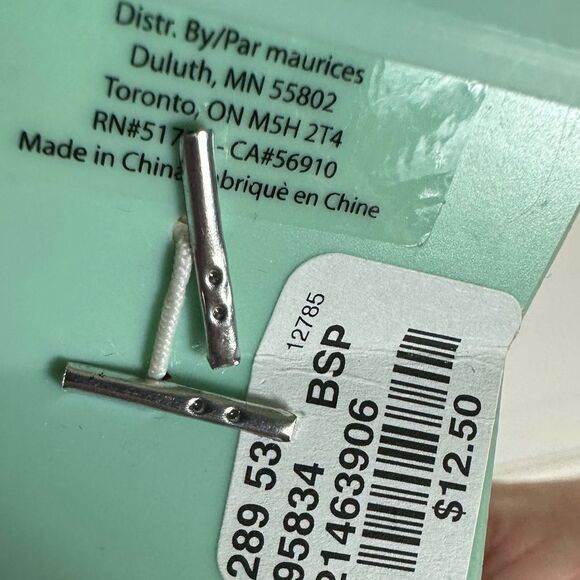 Distr. By/Par maurices
Duluth, MN 55802
Toronto, ON M5H 2T4
RN#517 - CA#56910
Made in China abriquè en Chine
12785
289 53 BSP
95834
21463906
$12.50